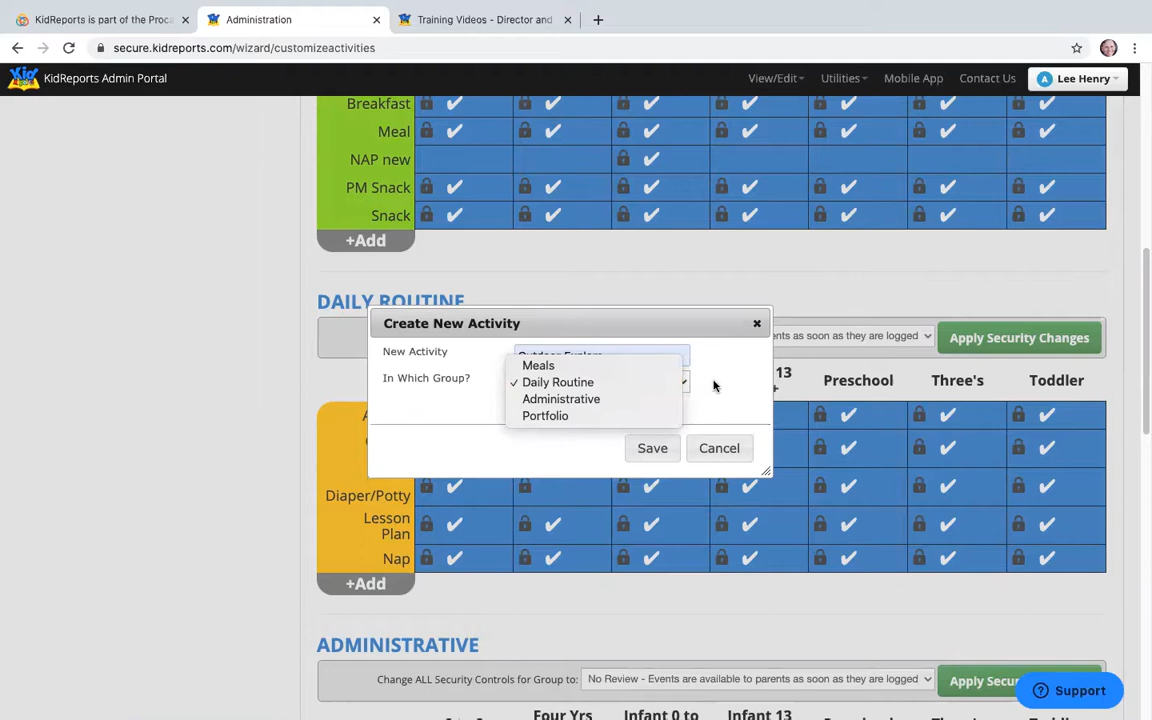 KidReports is part of the Proca
Administration
Training Videos - Director and
secure.kidreports.com/wizard/customizeactivities
KidReports Admin Portal
View/Edit
Utilities
Mobile App
Contact Us
A Lee Henry
Breakfast
Meal
NAP new
PM Snack
Snack
+Add
DAILY ROUTINE
ents as soon as they are logged
Apply Security Changes
Create New Activity
New Activity
In Which Group?
Meals
Daily Routine
Administrative
Portfolio
Save
Cancel
13
+
Preschool
Three's
Toddler
Diaper/Potty
Lesson
Plan
Nap
+Add
ADMINISTRATIVE
Change ALL Security Controls for Group to:
No Review - Events are available to parents as soon as they are logged
Apply Secu
Support
Four Yrs
Infant 0 to
Infant 13